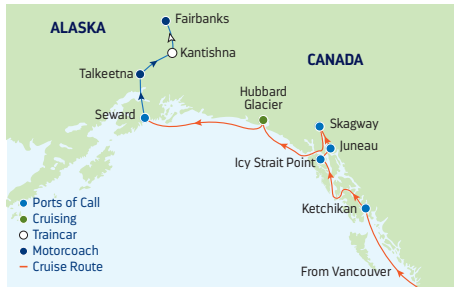 Fairbanks
ALASKA
Kantishna
CANADA
Talkeetna
Hubbard
Glacier
Seward
Skagway
Juneau
Icy Strait Point
Ketchikan
Ports of Call
Cruising
Traincar
Motorcoach
Cruise Route
From Vancouver